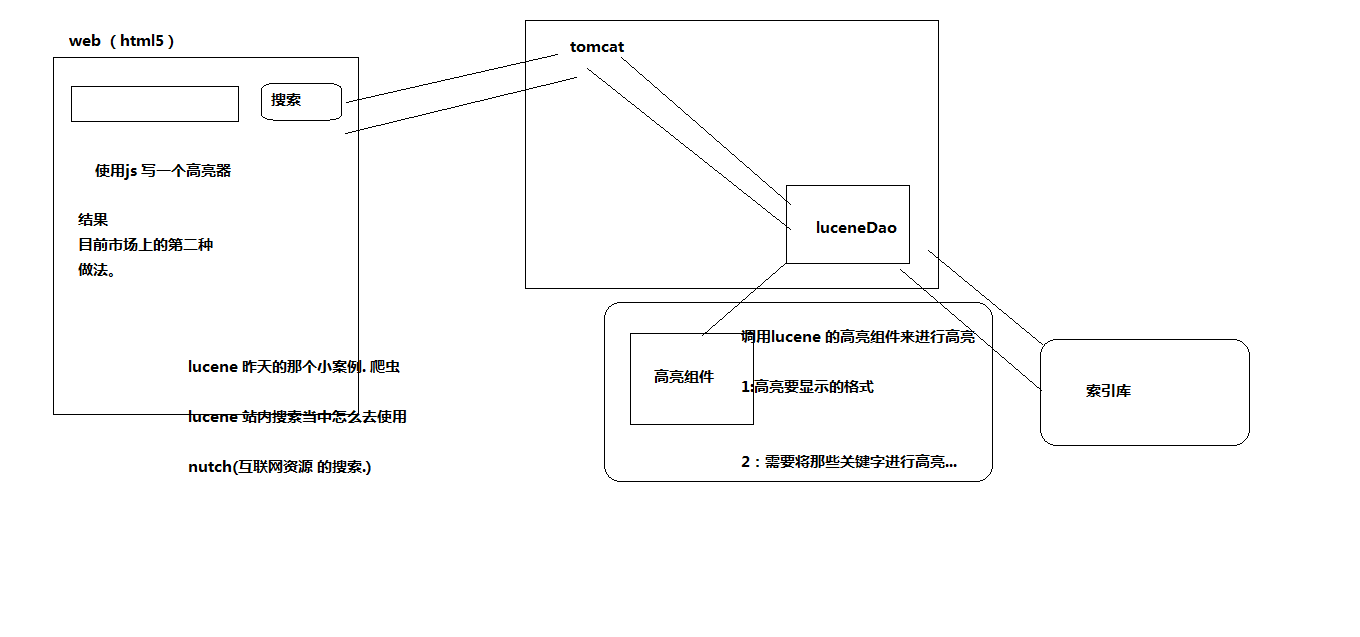 web （html5）
搜索
使用js 写一个高亮器
结果
目前市场上的第二种
做法。
lucene 昨天的那个小案例. 爬虫
lucene 站内搜索当中怎么去使用
nutch(互联网资源 的搜索.)
tomcat
luceneDao
调用lucene 的高亮组件来进行高亮
高亮组件
1:高亮要显示的格式
2：需要将那些关键字进行高亮...
索引库